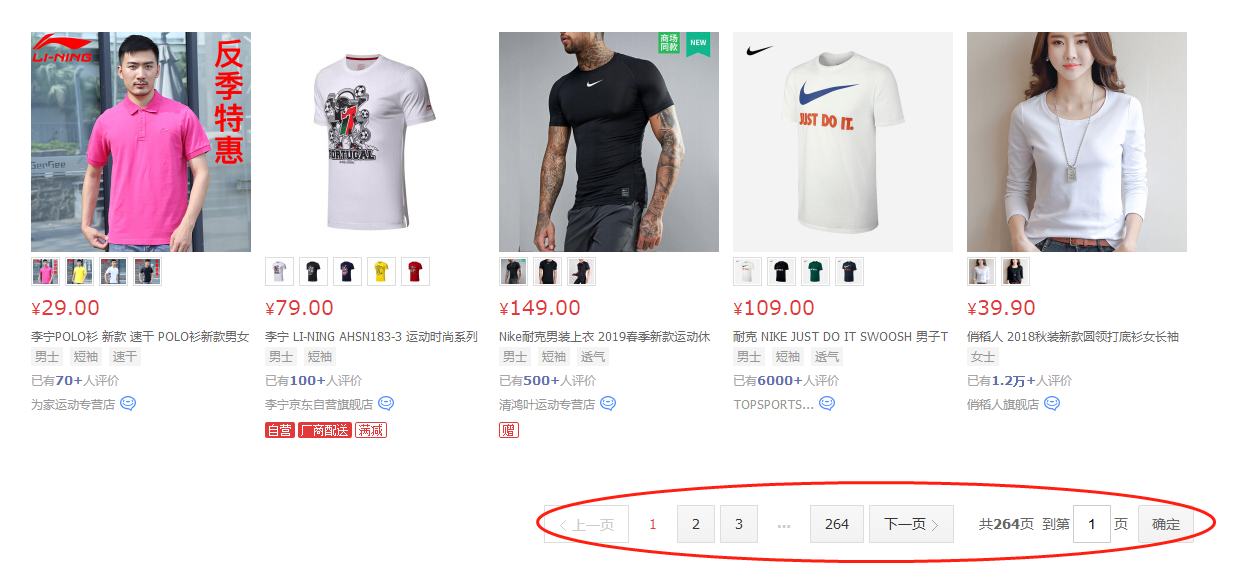 LI-NING
反季特惠
GenGee
PORTUGAL
商场同款
NEW
JUST DO IT.
¥29.00
¥79.00
¥149.00
¥109.00
¥39.90
李宁POLO衫 新款 速干 POLO衫新款男女
李宁 LI-NING AHSN183-3 运动时尚系列
Nike耐克男装上衣 2019春季新款运动休
耐克 NIKE JUST DO IT SWOOSH 男子T
俏稻人 2018秋装新款圆领打底衫女长袖
男士 短袖 速干
男士 短袖
男士 短袖 透气
男士 短袖 透气
女士
已有70+人评价
已有100+人评价
已有500+人评价
已有6000+人评价
已有1.2万+人评价
为家运动专营店
李宁京东自营旗舰店
清鸿叶运动专营店
TOPSPORTS...
俏稻人旗舰店
自营 厂商配送 满减
赠
上一页 1 2 3 ... 264 下一页 共264页 到第 1 页 确定